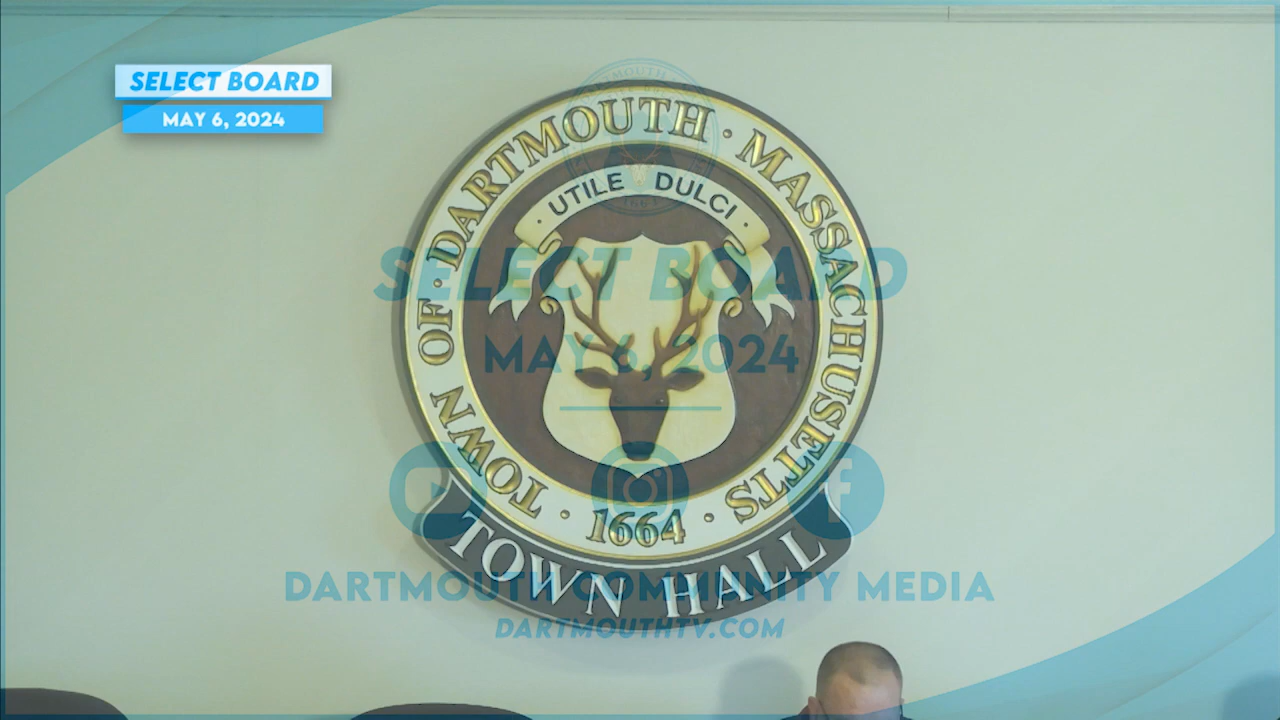 SELECT BOARD
MAY 6, 2024
TOWN OF · DARTMOUTH · MASSACHUSETTS
· UTILE DULCI ·
· 1664 ·
TOWN HALL
SELECT BOARD
MAY 6, 2024
DARTMOUTH COMMUNITY MEDIA
DARTMOUTHTV.COM